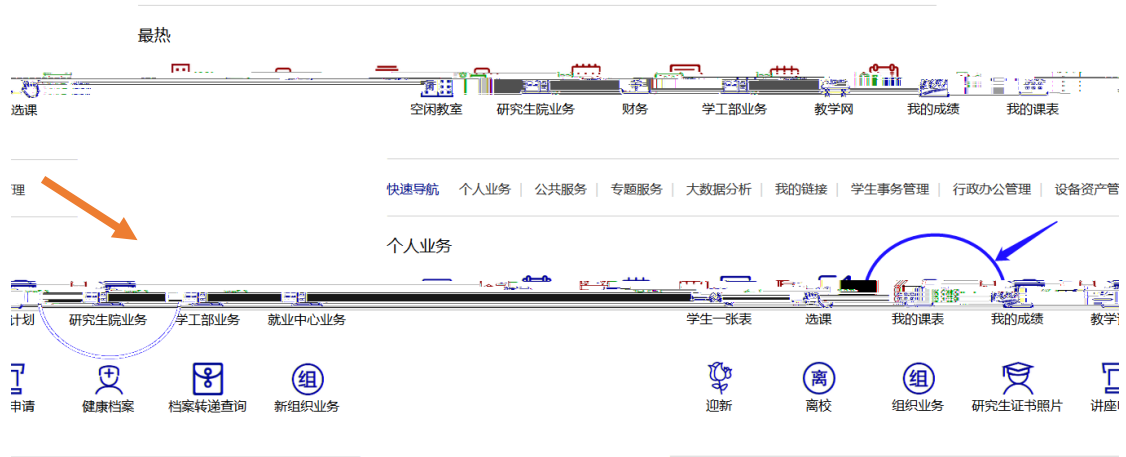 最热
选课 空闲教室 研究生院业务 财务 学工部业务 教学网 我的成绩 我的课表
理 快速导航 个人业务 | 公共服务 | 专题服务 | 大数据分析 | 我的链接 | 学生事务管理 | 行政办公管理 | 设备资产管
个人业务
计划 研究生院业务 学工部业务 就业中心业务 学生一张表 选课 我的课表 我的成绩 教学
组 离 组
申请 健康档案 档案转递查询 新组织业务 迎新 离校 组织业务 研究生证书照片 讲座